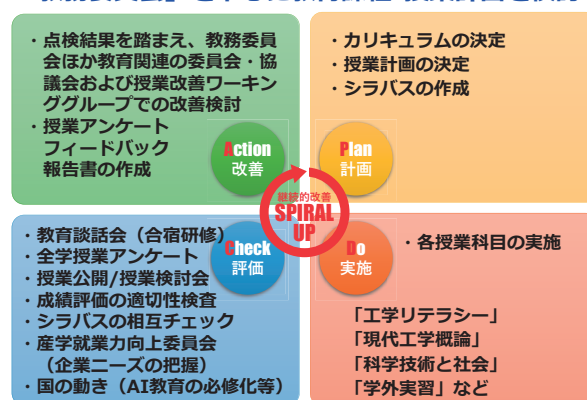 ・点検結果を踏まえ、教務委員
会ほか教育関連の委員会・協
議会および授業改善ワーキン
ググループでの改善検討
・授業アンケート
フィードバック
報告書の作成
Action
改善
・カリキュラムの決定
・授業計画の決定
・シラバスの作成
Plan
計画
継続的改善
SPIRAL
UP
・教育談話会（合宿研修）
・全学授業アンケート
・授業公開/授業検討会
・成績評価の適切性検査
・シラバスの相互チェック
・産学就業力向上委員会
（企業ニーズの把握）
・国の動き（AI教育の必修化等）
Check
評価
Do
実施
・各授業科目の実施
「工学リテラシー」
「現代工学概論」
「科学技術と社会」
「学外実習」など